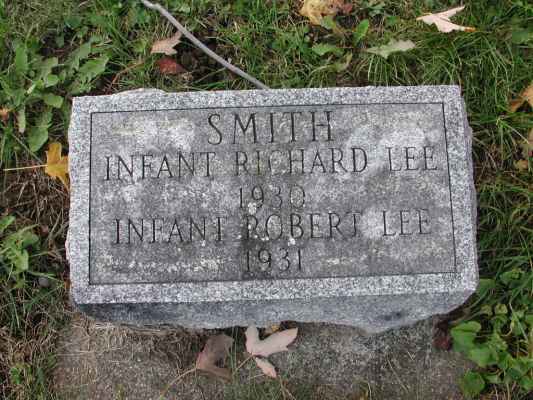 SMITH
INFANT RICHARD LEE
1930
INFANT ROBERT LEE
1931